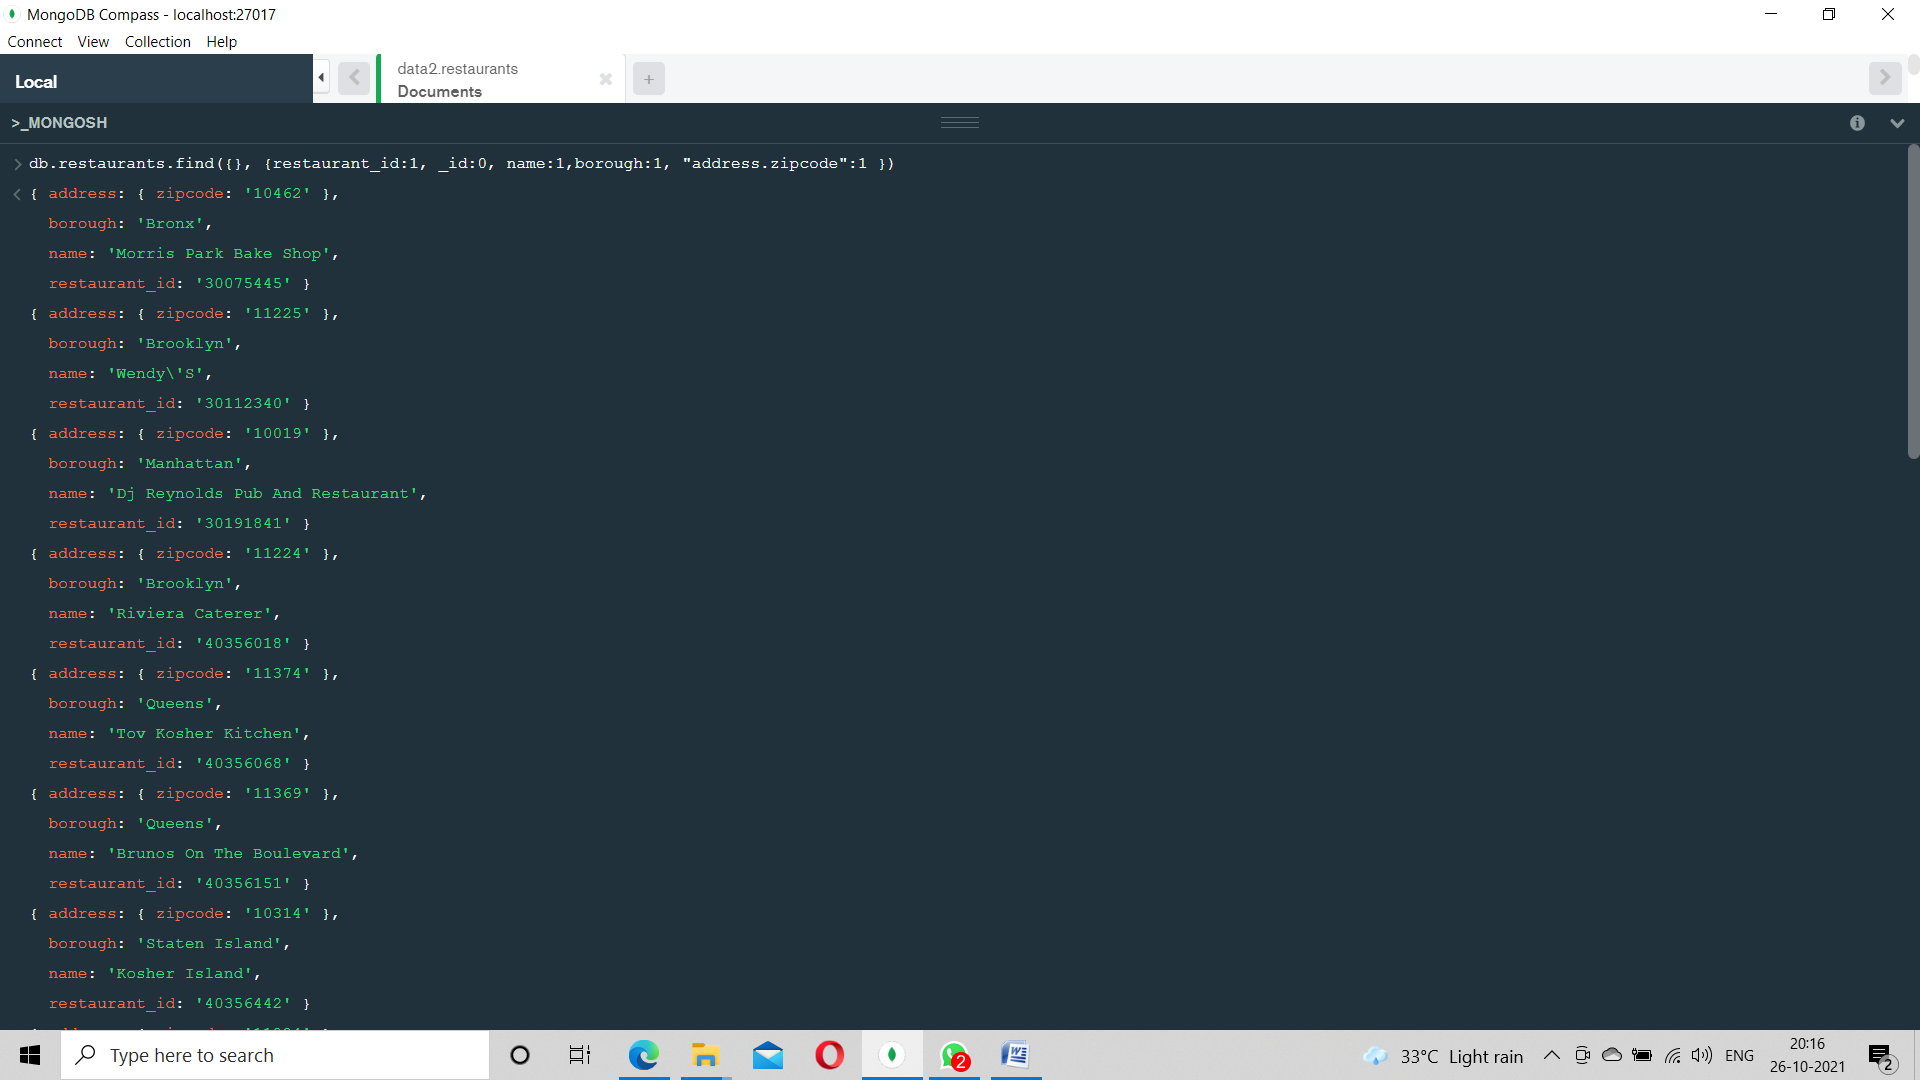 MongoDB Compass - localhost:27017
Connect View Collection Help
Local
data2.restaurants
Documents
>_MONGOSH
db.restaurants.find({}, {restaurant_id:1, _id:0, name:1,borough:1, "address.zipcode":1 })
{ address: { zipcode: '10462' },
borough: 'Bronx',
name: 'Morris Park Bake Shop',
restaurant_id: '30075445' }
{ address: { zipcode: '11225' },
borough: 'Brooklyn',
name: 'Wendy\'S',
restaurant_id: '30112340' }
{ address: { zipcode: '10019' },
borough: 'Manhattan',
name: 'Dj Reynolds Pub And Restaurant',
restaurant_id: '30191841' }
{ address: { zipcode: '11224' },
borough: 'Brooklyn',
name: 'Riviera Caterer',
restaurant_id: '40356018' }
{ address: { zipcode: '11374' },
borough: 'Queens',
name: 'Tov Kosher Kitchen',
restaurant_id: '40356068' }
{ address: { zipcode: '11369' },
borough: 'Queens',
name: 'Brunos On The Boulevard',
restaurant_id: '40356151' }
{ address: { zipcode: '10314' },
borough: 'Staten Island',
name: 'Kosher Island',
restaurant_id: '40356442' }
Type here to search
2
33°C Light rain
ENG
20:16
26-10-2021
2